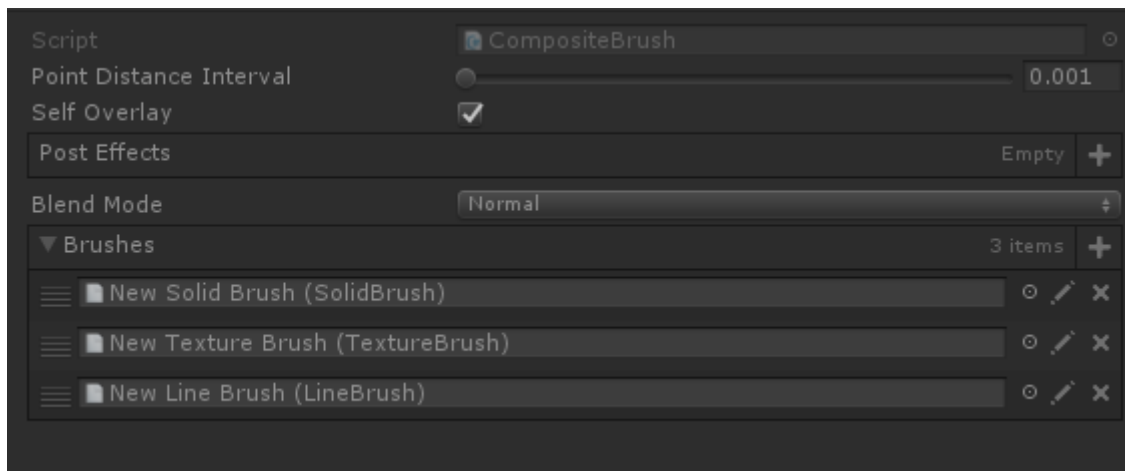 Script CompositeBrush
Point Distance Interval 0.001
Self Overlay
Post Effects Empty
Blend Mode Normal
Brushes 3 items
New Solid Brush (SolidBrush)
New Texture Brush (TextureBrush)
New Line Brush (LineBrush)